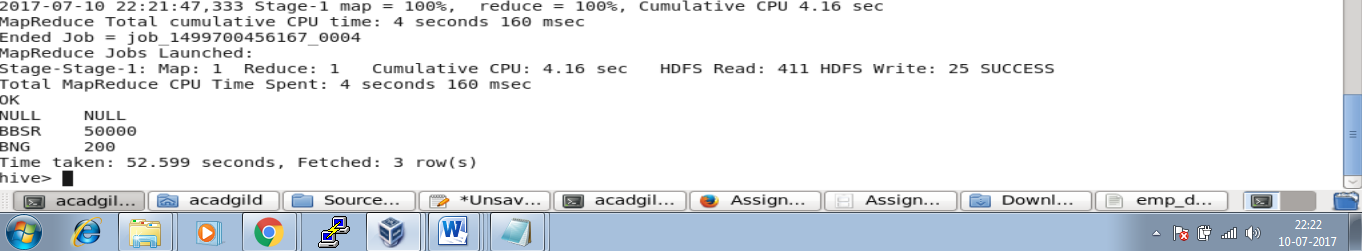 2017-07-10 22:21:47,333 Stage-1 map = 100%,  reduce = 100%, Cumulative CPU 4.16 sec
MapReduce Total cumulative CPU time: 4 seconds 160 msec
Ended Job = job_1499700456167_0004
MapReduce Jobs Launched:
Stage-Stage-1: Map: 1  Reduce: 1   Cumulative CPU: 4.16 sec   HDFS Read: 411 HDFS Write: 25 SUCCESS
Total MapReduce CPU Time Spent: 4 seconds 160 msec
OK
NULL    NULL
BBSR    50000
BNG     200
Time taken: 52.599 seconds, Fetched: 3 row(s)
hive>
acadgil... acadgild Source... *Unsav... acadgil... Assign... Assign... Downl... emp_d...
22:22
10-07-2017